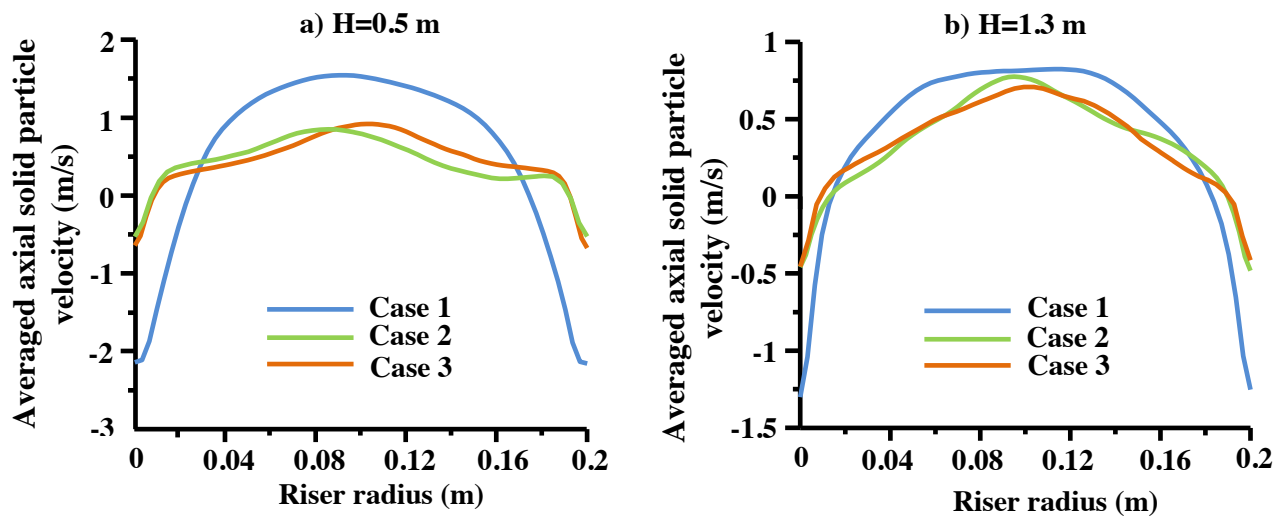 a) H=0.5 m
Averaged axial solid particle
velocity (m/s)
2
1
0
-1
-2
-3
Case 1
Case 2
Case 3
0 0.04 0.08 0.12 0.16 0.2
Riser radius (m)
b) H=1.3 m
Averaged axial solid particle
velocity (m/s)
1
0.5
0
-0.5
-1
-1.5
Case 1
Case 2
Case 3
0 0.04 0.08 0.12 0.16 0.2
Riser radius (m)